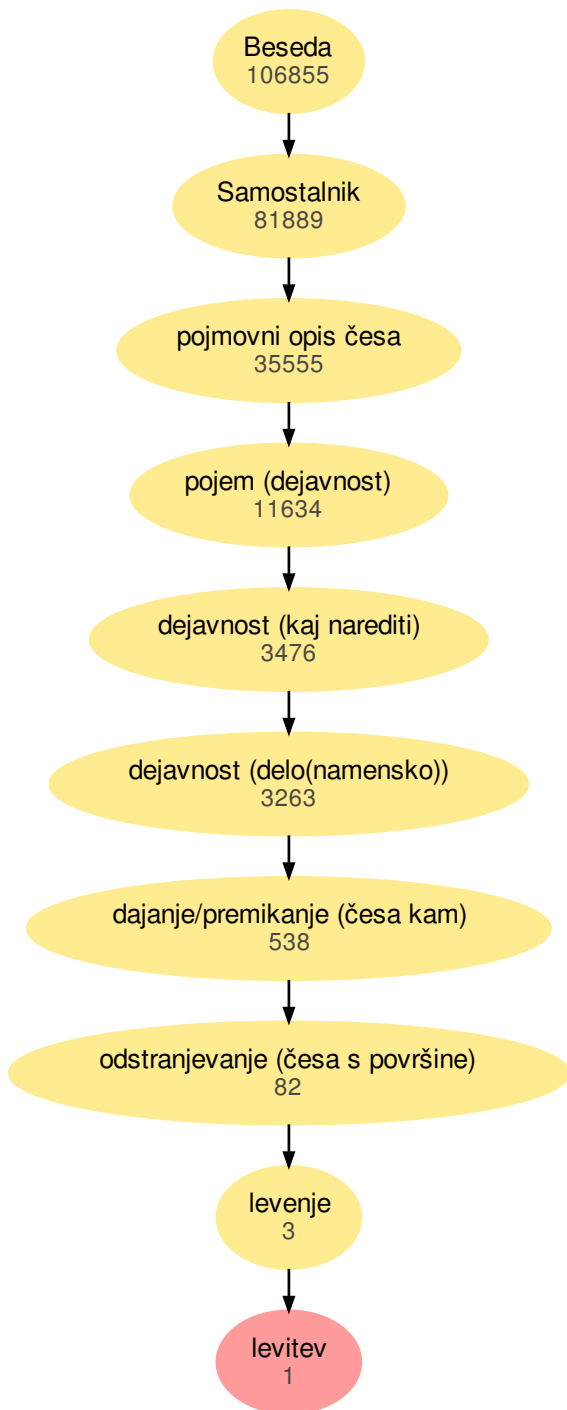 Beseda
106855
Samostalnik
81889
pojmovni opis česa
35555
pojem (dejavnost)
11634
dejavnost (kaj narediti)
3476
dejavnost (delo(namensko))
3263
dajanje/premikanje (česa kam)
538
odstranjevanje (česa s površine)
82
levenje
3
levitev
1